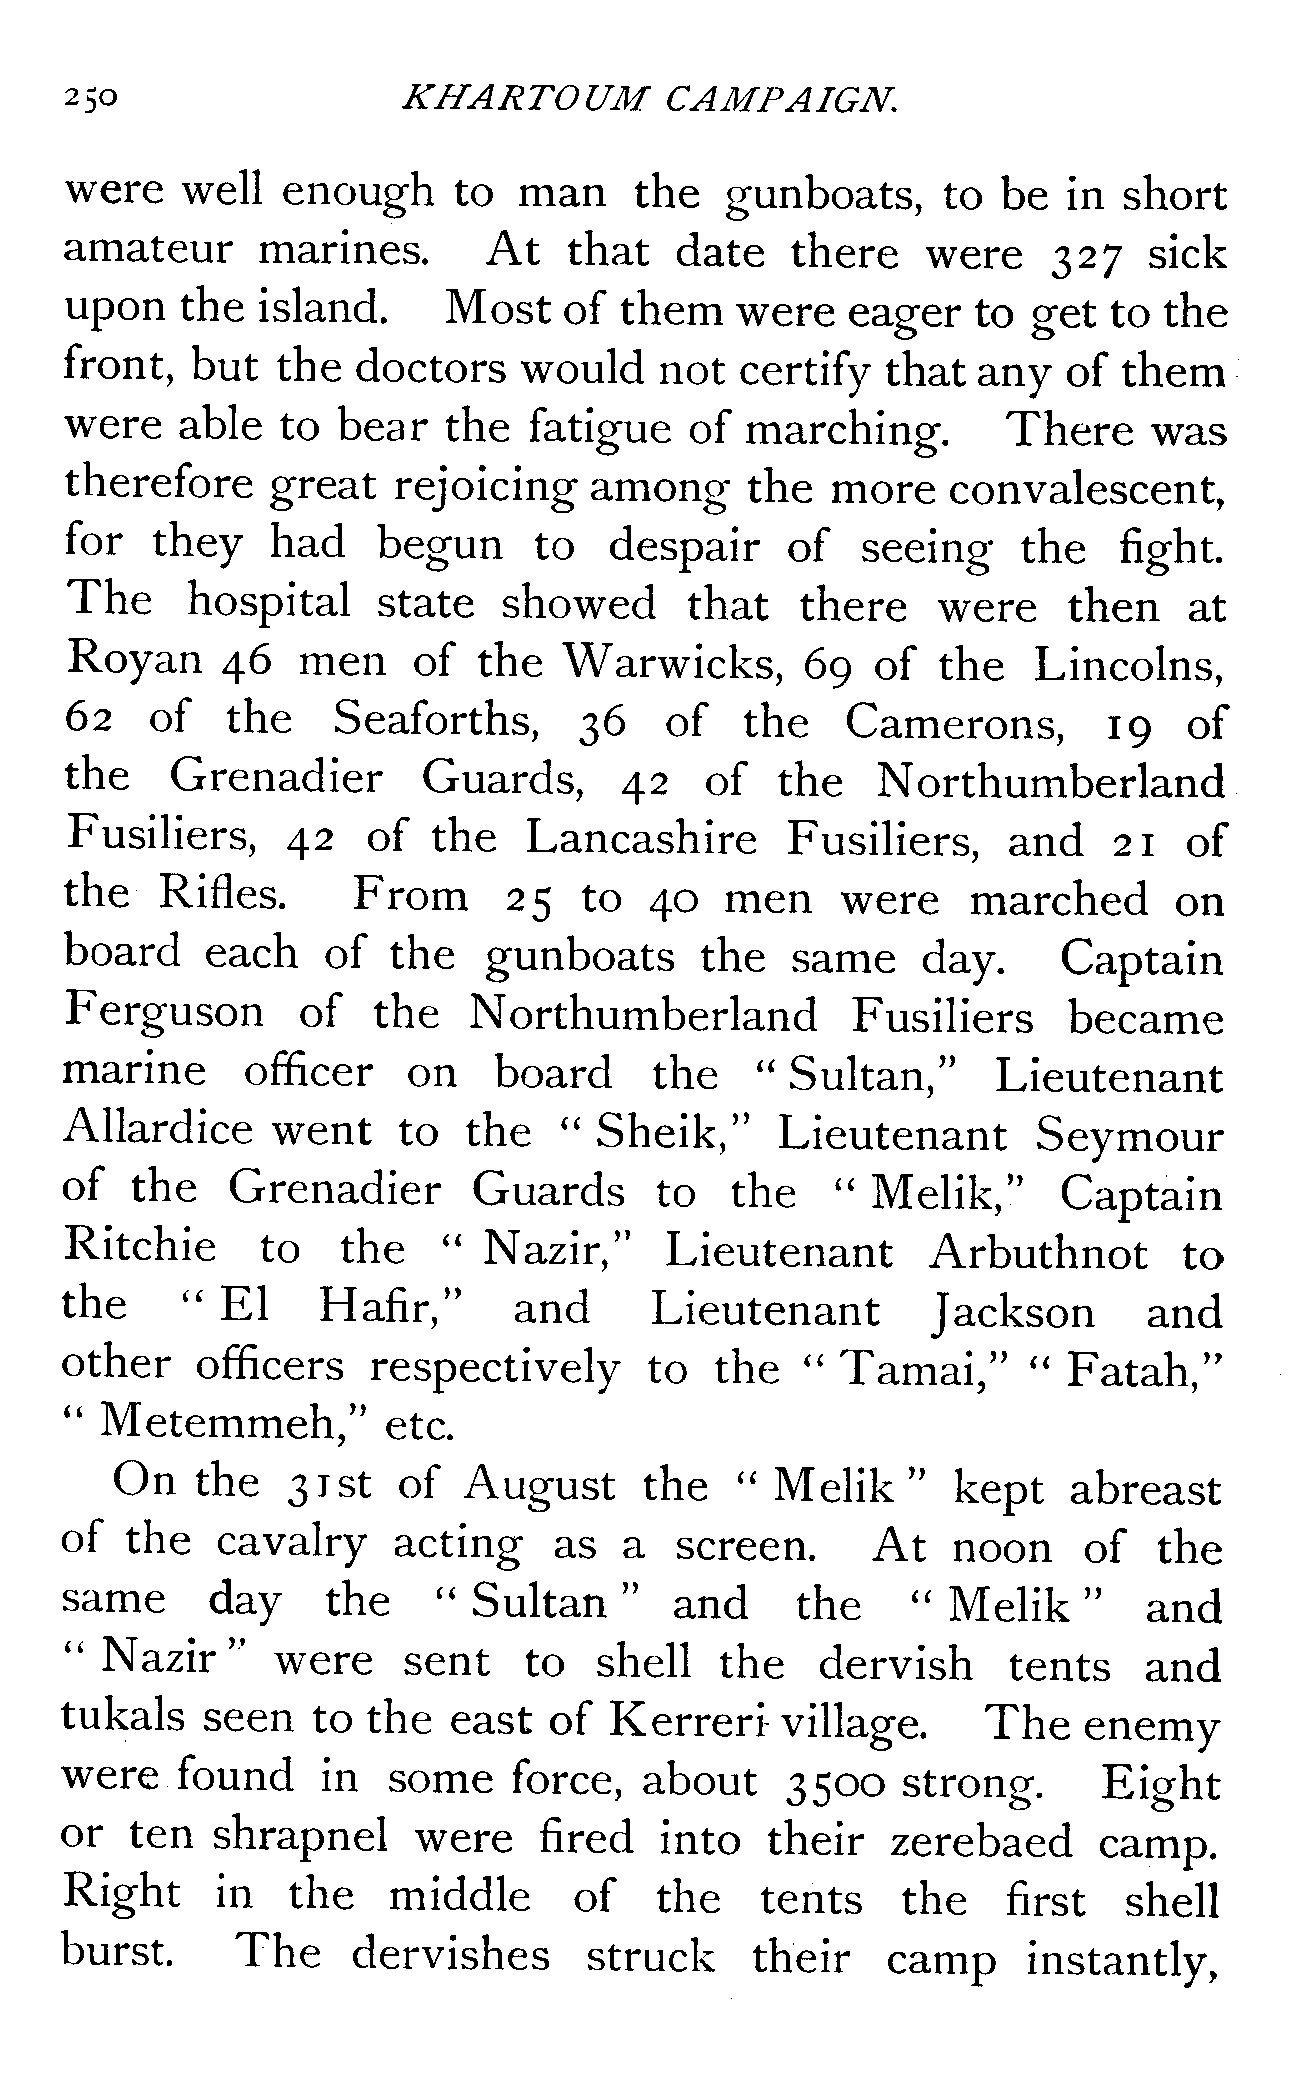 250 KHARTOUM CAMPAIGN.
were well enough to man the gunboats, to be in short
amateur marines. At that date there were 327 sick
upon the island. Most of them were eager to get to the
front, but the doctors would not certify that any of them
were able to bear the fatigue of marching. There was
therefore great rejoicing among the more convalescent,
for they had begun to despair of seeing the fight.
The hospital state showed that there were then at
Royan 46 men of the Warwicks, 69 of the Lincolns,
62 of the Seaforths, 36 of the Camerons, 19 of
the Grenadier Guards, 42 of the Northumberland
Fusiliers, 42 of the Lancashire Fusiliers, and 21 of
the Rifles. From 25 to 40 men were marched on
board each of the gunboats the same day. Captain
Ferguson of the Northumberland Fusiliers became
marine officer on board the "Sultan," Lieutenant
Allardice went to the "Sheik," Lieutenant Seymour
of the Grenadier Guards to the "Melik," Captain
Ritchie to the "Nazir," Lieutenant Arbuthnot to
the "El Hafir," and Lieutenant Jackson and
other officers respectively to the "Tamai," "Fatah,"
"Metemmeh," etc.
On the 31st of August the "Melik" kept abreast
of the cavalry acting as a screen. At noon of the
same day the "Sultan" and the "Melik" and
"Nazir" were sent to shell the dervish tents and
tukals seen to the east of Kerreri village. The enemy
were found in some force, about 3500 strong. Eight
or ten shrapnel were fired into their zerebaed camp.
Right in the middle of the tents the first shell
burst. The dervishes struck their camp instantly,